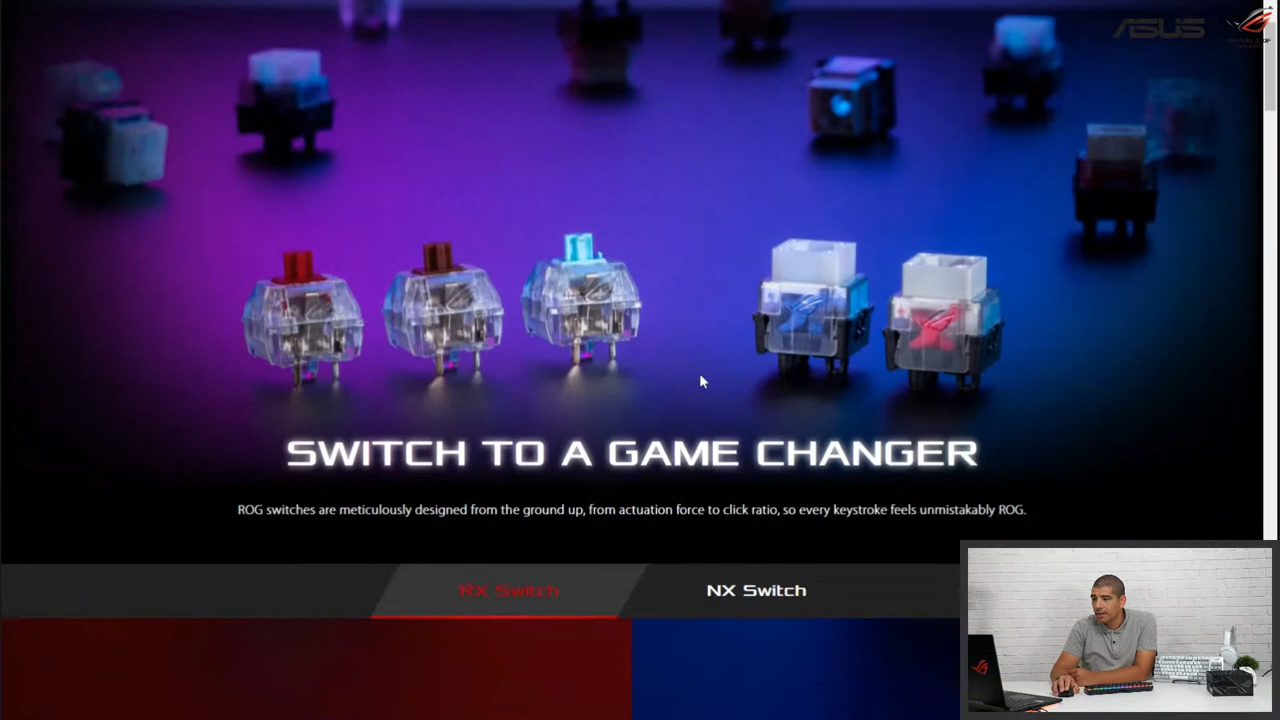 ASUS
SWITCH TO A GAME CHANGER
ROG switches are meticulously designed from the ground up, from actuation force to click ratio, so every keystroke feels unmistakably ROG.
RX Switch
NX Switch